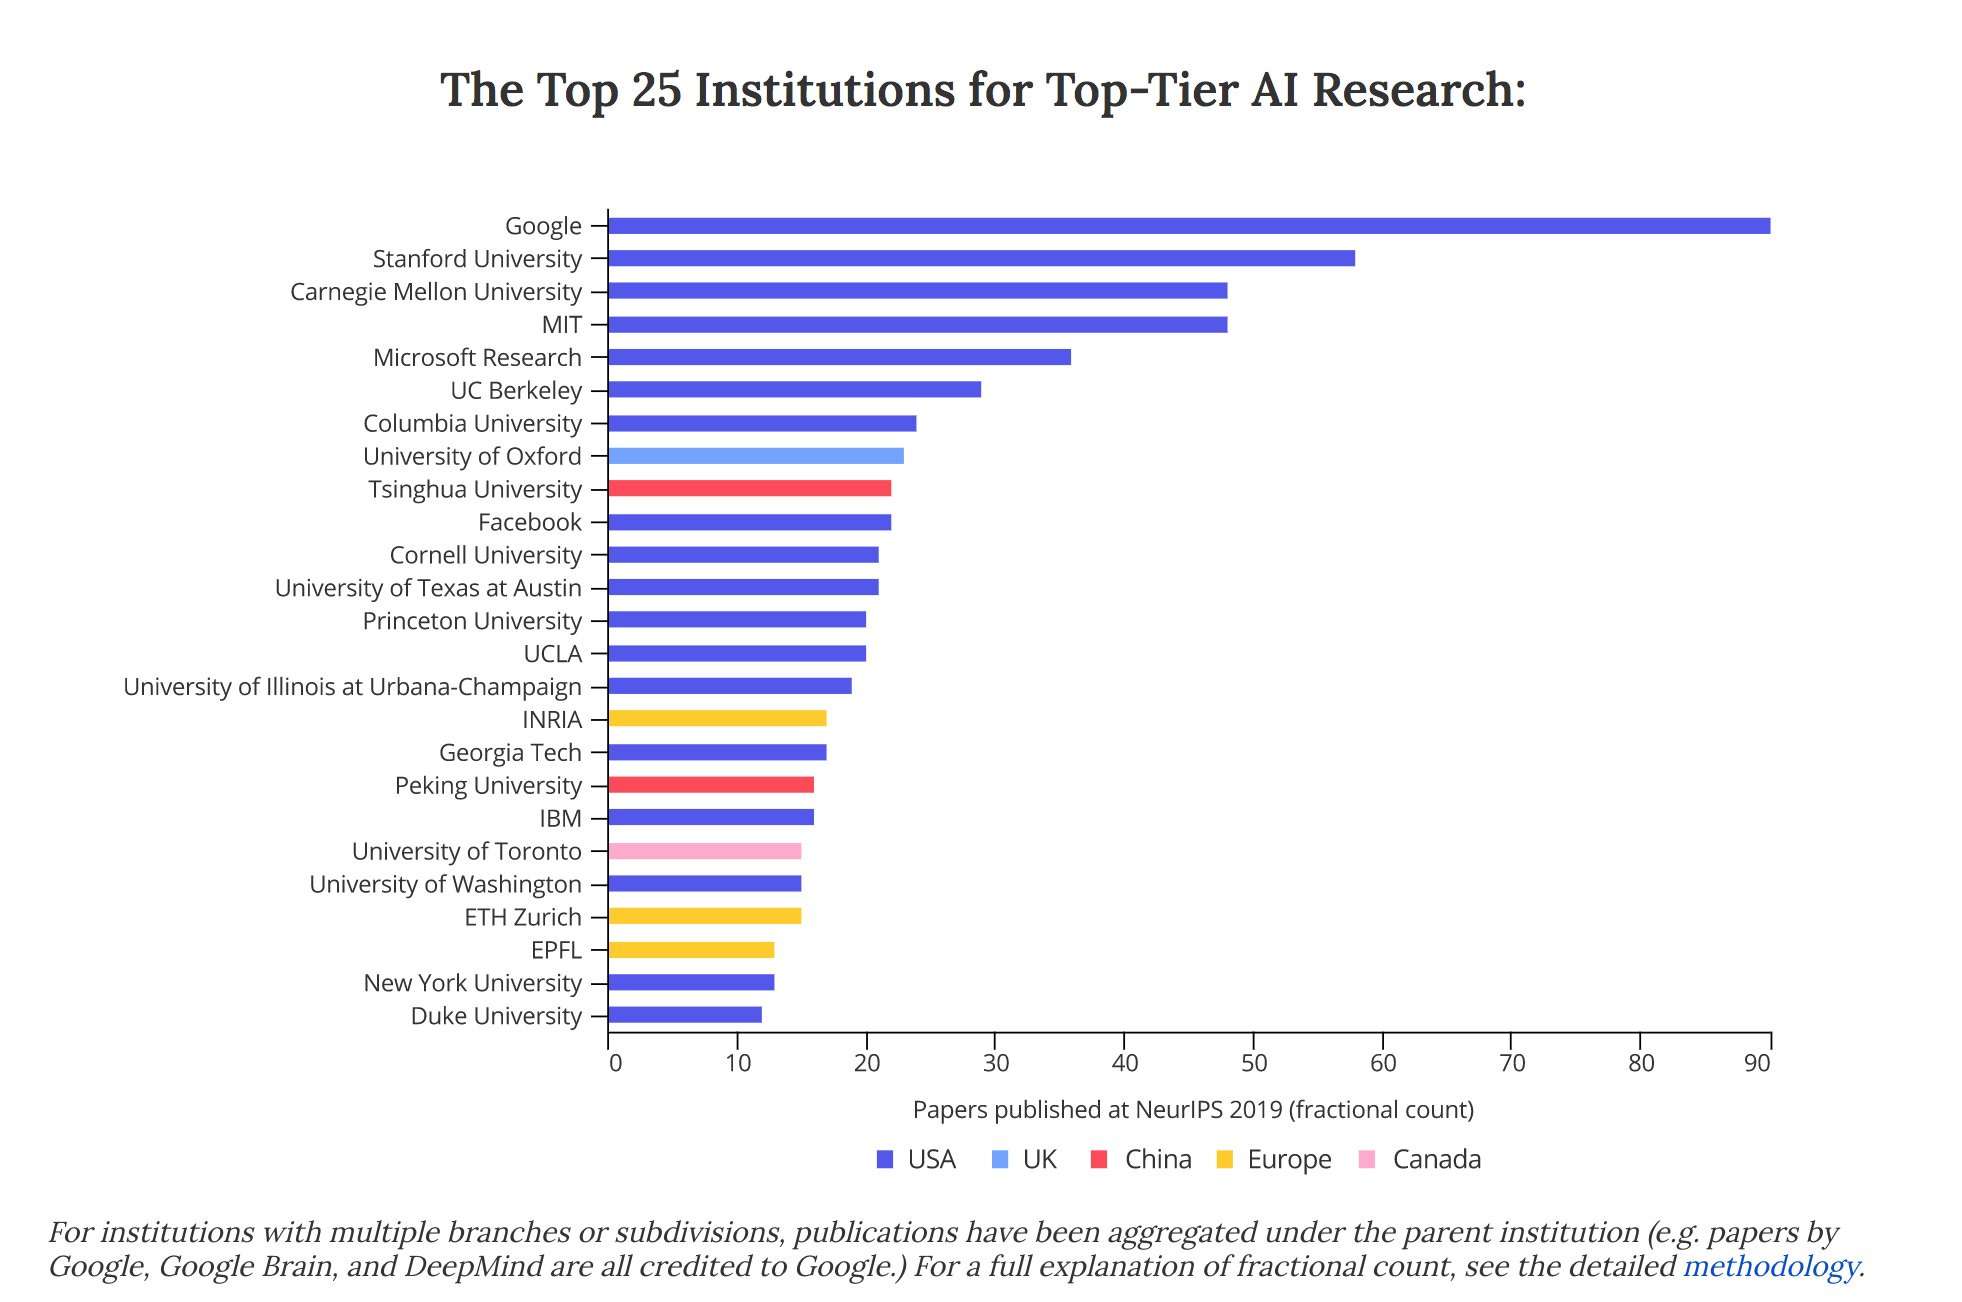 The Top 25 Institutions for Top-Tier AI Research:
Google
Stanford University
Carnegie Mellon University
MIT
Microsoft Research
UC Berkeley
Columbia University
University of Oxford
Tsinghua University
Facebook
Cornell University
University of Texas at Austin
Princeton University
UCLA
University of Illinois at Urbana-Champaign
INRIA
Georgia Tech
Peking University
IBM
University of Toronto
University of Washington
ETH Zurich
EPFL
New York University
Duke University
0 10 20 30 40 50 60 70 80 90
Papers published at NeurIPS 2019 (fractional count)
USA UK China Europe Canada
For institutions with multiple branches or subdivisions, publications have been aggregated under the parent institution (e.g. papers by
Google, Google Brain, and DeepMind are all credited to Google.) For a full explanation of fractional count, see the detailed methodology.